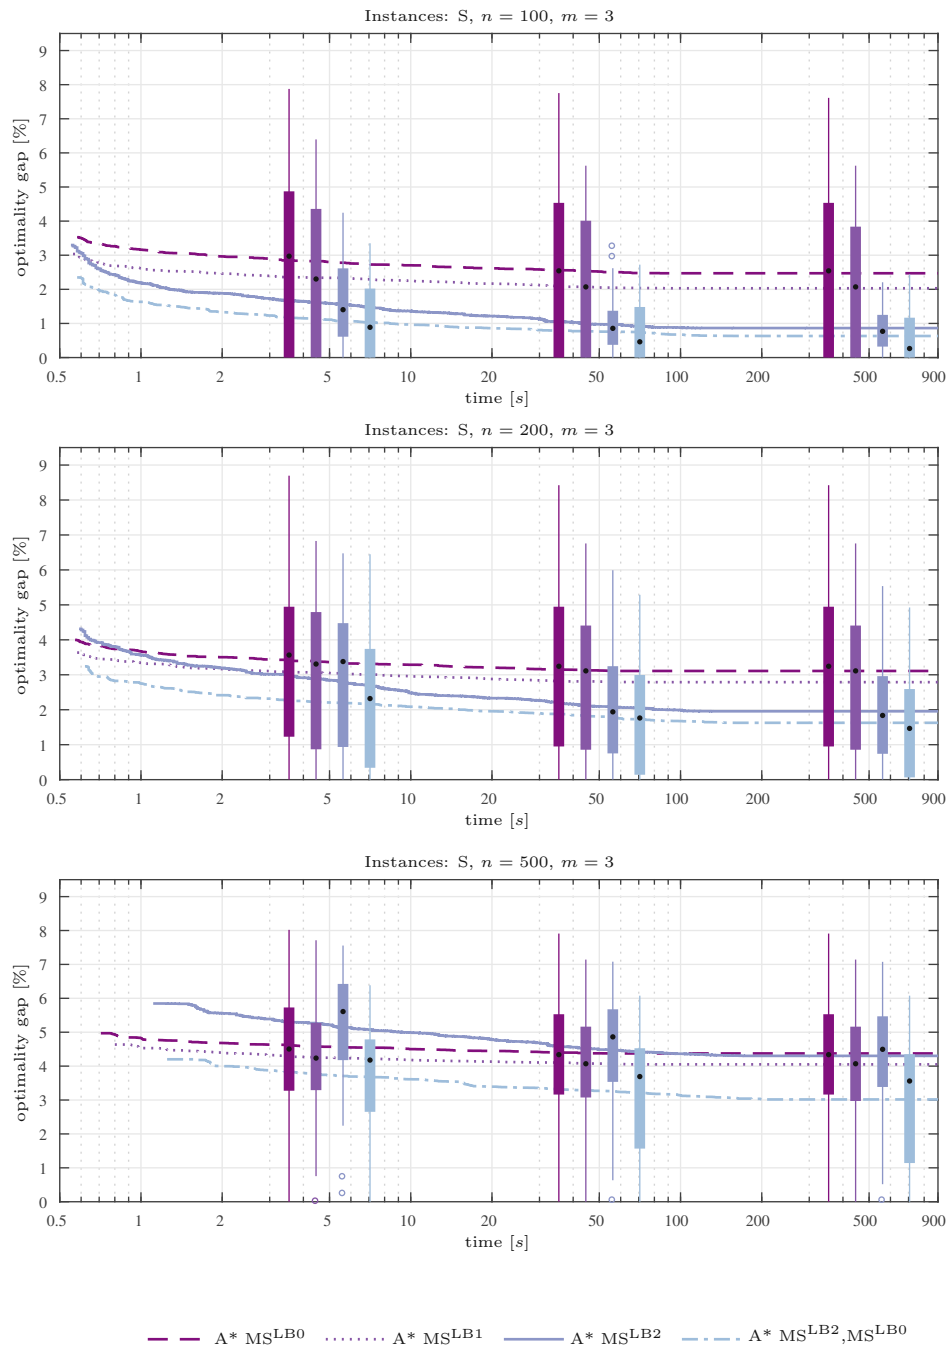 Instances: S, n = 100, m = 3
optimality gap [%]
9
8
7
6
5
4
3
2
1
0
0.5 1 2 5 10 20 50 100 200 500 900
time [s]
Instances: S, n = 200, m = 3
optimality gap [%]
9
8
7
6
5
4
3
2
1
0
0.5 1 2 5 10 20 50 100 200 500 900
time [s]
Instances: S, n = 500, m = 3
optimality gap [%]
9
8
7
6
5
4
3
2
1
0
0.5 1 2 5 10 20 50 100 200 500 900
time [s]
A* MS^LB0 A* MS^LB1 A* MS^LB2 A* MS^LB2,MS^LB0